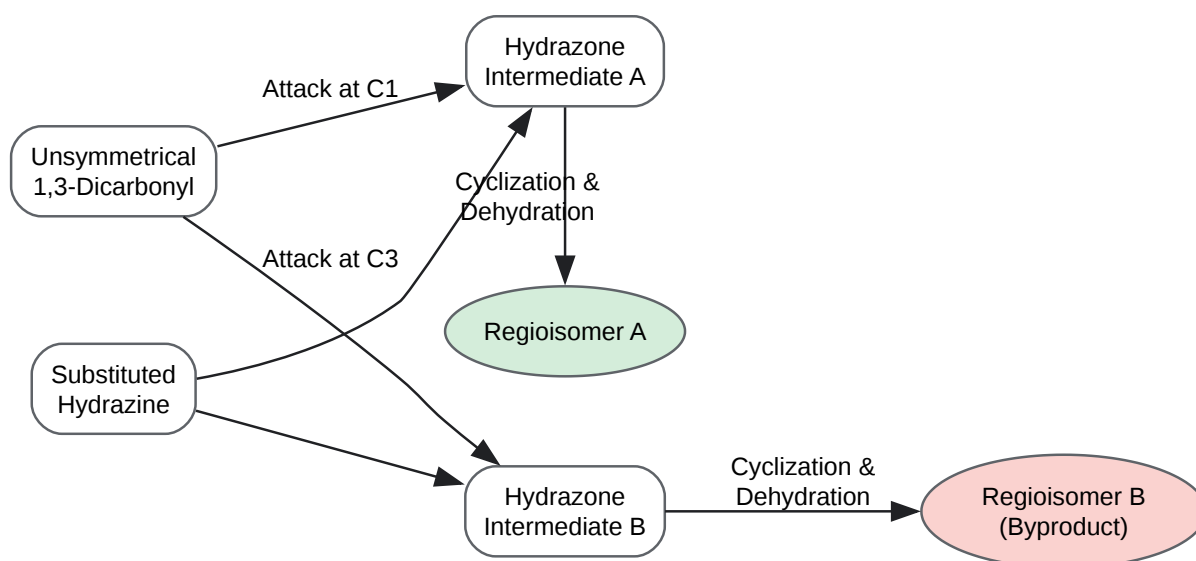 Hydrazone
Intermediate A
Attack at C1
Unsymmetrical
1,3-Dicarbonyl
Cyclization &
Dehydration
Attack at C3
Regioisomer A
Substituted
Hydrazine
Cyclization &
Dehydration
Hydrazone
Intermediate B
Regioisomer B
(Byproduct)